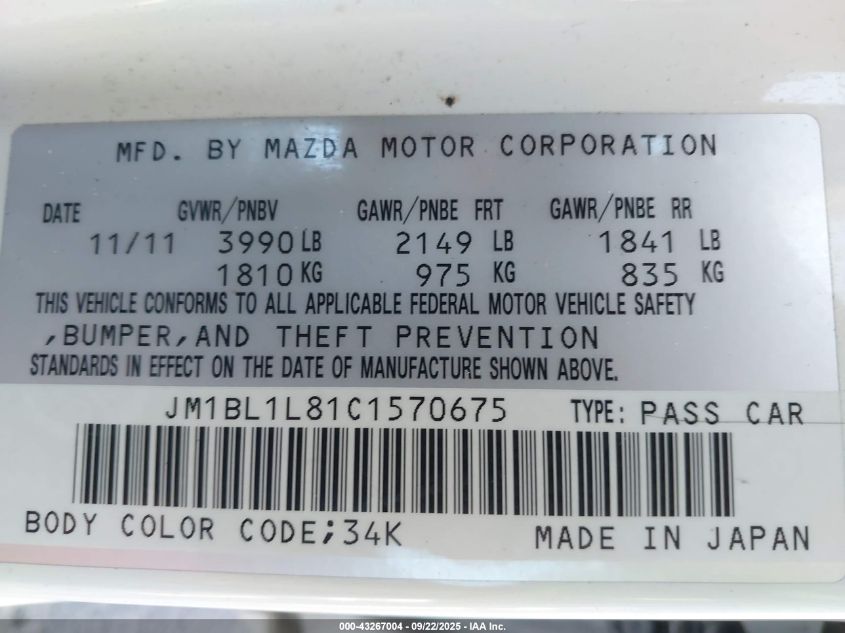 MFD. BY MAZDA MOTOR CORPORATION
DATE GVWR/PNBV GAWR/PNBE FRT GAWR/PNBE RR
11/11 3990 LB 2149 LB 1841 LB
1810 KG 975 KG 835 KG
THIS VEHICLE CONFORMS TO ALL APPLICABLE FEDERAL MOTOR VEHICLE SAFETY
,BUMPER,AND THEFT PREVENTION
STANDARDS IN EFFECT ON THE DATE OF MANUFACTURE SHOWN ABOVE.
JM1BL1L81C1570675 TYPE: PASS CAR
BODY COLOR CODE;34K MADE IN JAPAN
000-43267004 - 09/22/2025 - IAA Inc.